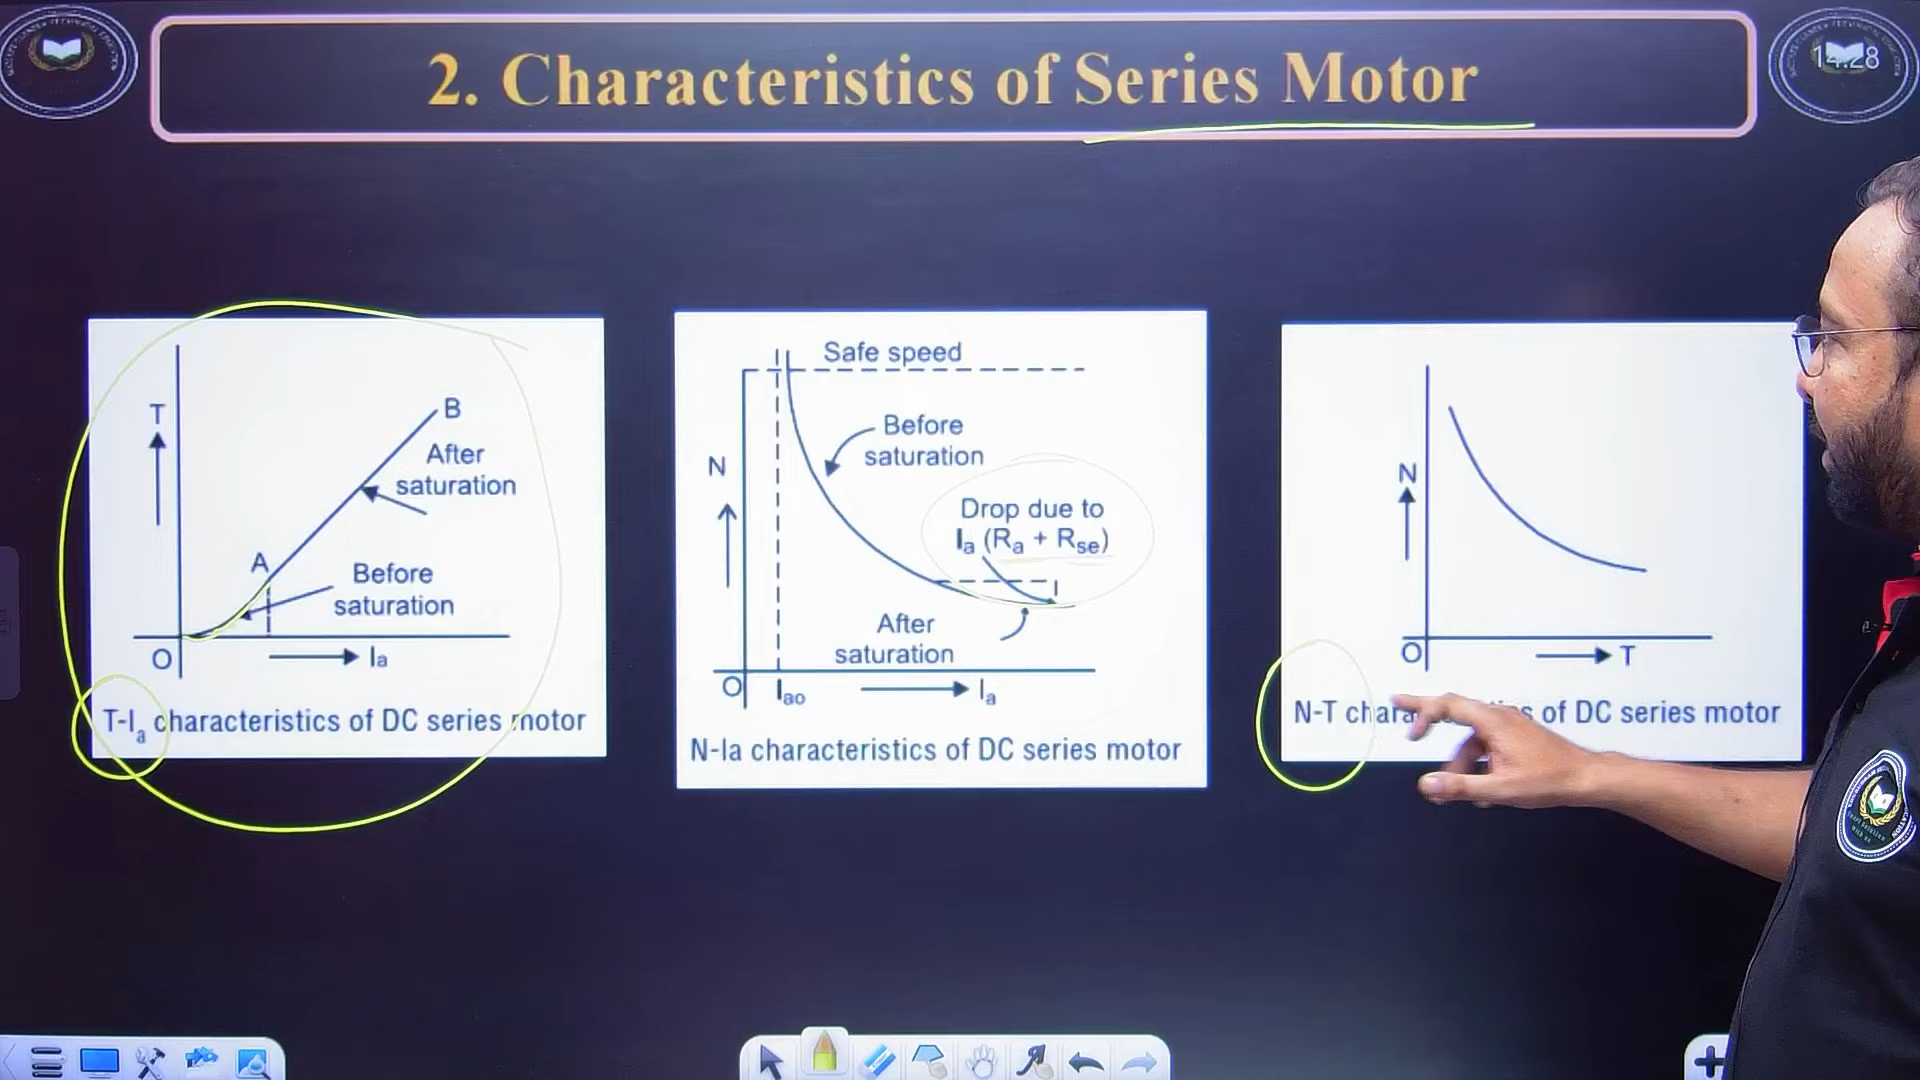 2. Characteristics of Series Motor
14:28
T
B
After
saturation
A
Before
saturation
O
Ia
T-Ia characteristics of DC series motor
Safe speed
Before
saturation
N
Drop due to
Ia (Ra + Rse)
After
saturation
O
Iao
Ia
N-Ia characteristics of DC series motor
N
O
T
N-T of DC series motor